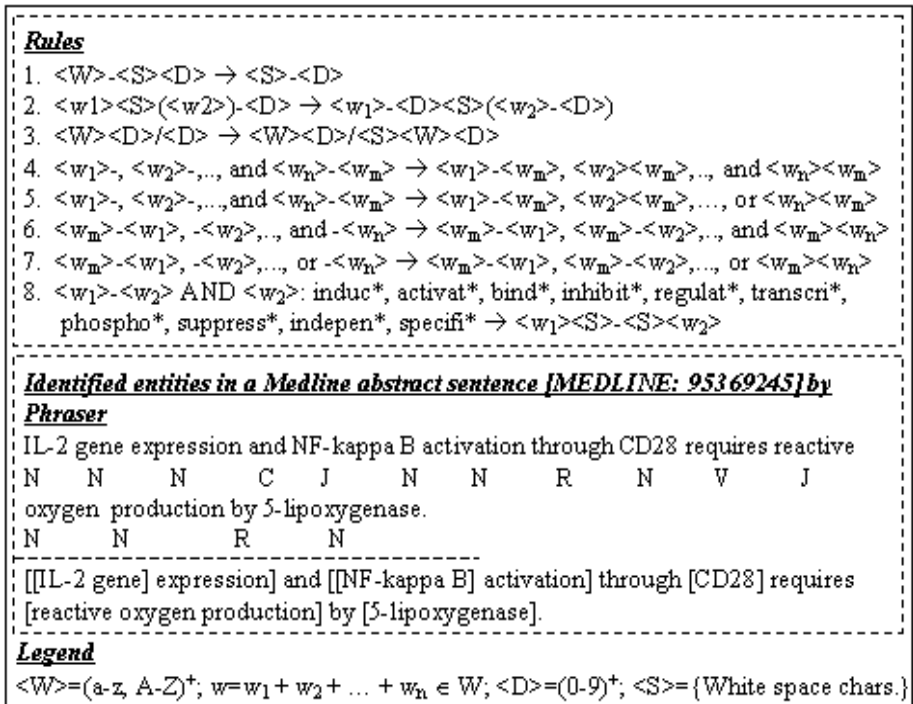 Rules
1. <W>-<S><D> → <S>-<D>
2. <w1><S>(<w2>)-<D> → <w₁>-<D><S>(<w₂>-<D>)
3. <W><D>/<D> → <W><D>/<S><W><D>
4. <w₁>-, <w₂>-,.., and <wₙ>-<wₘ> → <w₁>-<wₘ>, <w₂><wₘ>,.., and <wₙ><wₘ>
5. <w₁>-, <w₂>-,...,and <wₙ>-<wₘ> → <w₁>-<wₘ>, <w₂><wₘ>,..., or <wₙ><wₘ>
6. <wₘ>-<w₁>, -<w₂>,.., and -<wₙ> → <wₘ>-<w₁>, <wₘ>-<w₂>,.., and <wₘ><wₙ>
7. <wₘ>-<w₁>, -<w₂>,..., or -<wₙ> → <wₘ>-<w₁>, <wₘ>-<w₂>,..., or <wₘ><wₙ>
8. <w₁>-<w₂> AND <w₂>: induc*, activat*, bind*, inhibit*, regulat*, transcri*,
phospho*, suppress*, indepen*, specifi* → <w₁><S>-<S><w₂>
Identified entities in a Medline abstract sentence [MEDLINE: 95369245] by
Phraser
IL-2 gene expression and NF-kappa B activation through CD28 requires reactive
N N N C J N N R N V J
oxygen production by 5-lipoxygenase.
N N R N
[[IL-2 gene] expression] and [[NF-kappa B] activation] through [CD28] requires
[reactive oxygen production] by [5-lipoxygenase].
Legend
<W>=(a-z, A-Z)⁺; w=w₁ + w₂ + ... + wₙ ∈ W; <D>=(0-9)⁺; <S>={White space chars.}